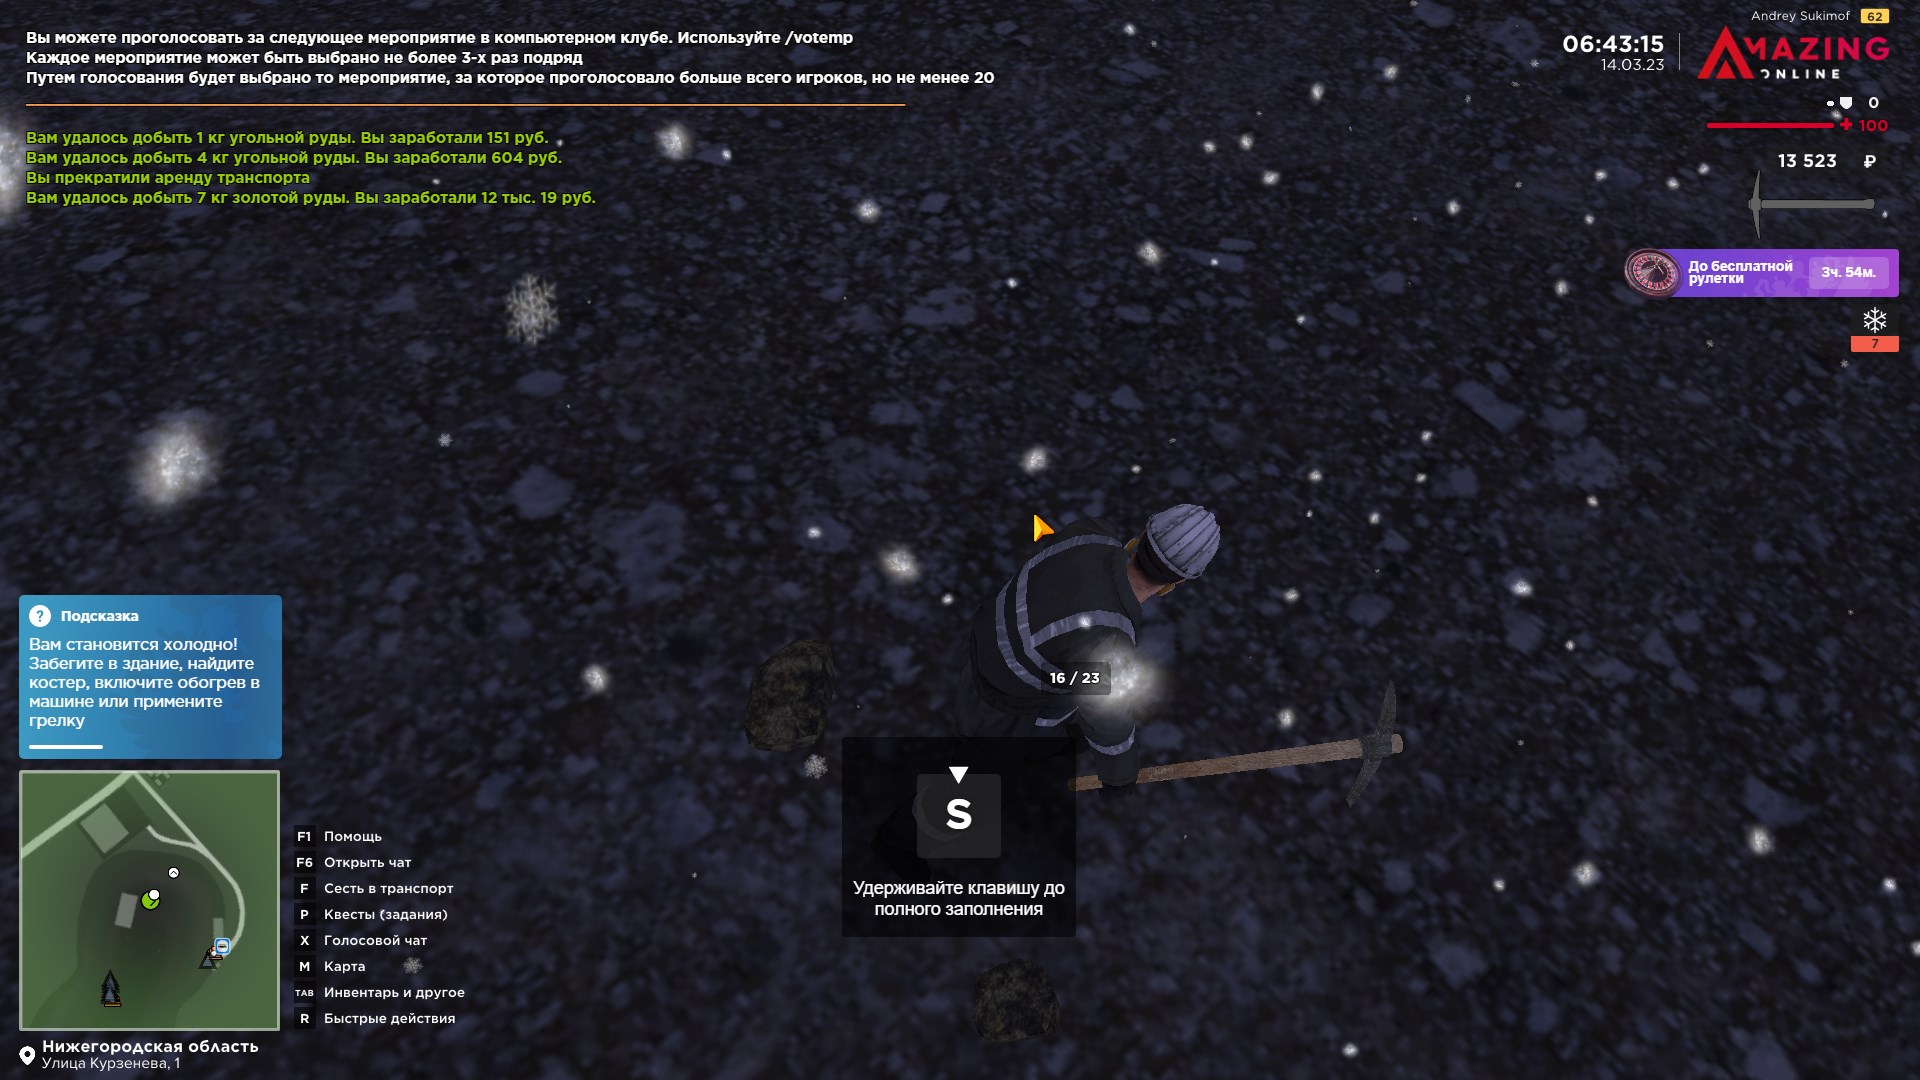 Andrey Sukimof 62
Вы можете проголосовать за следующее мероприятие в компьютерном клубе. Используйте /votemp
Каждое мероприятие может быть выбрано не более 3-х раз подряд
Путем голосования будет выбрано то мероприятие, за которое проголосовало больше всего игроков, но не менее 20
06:43:15
14.03.23
AMAZING
ONLINE
0
100
13 523 ₽
Вам удалось добыть 1 кг угольной руды. Вы заработали 151 руб.
Вам удалось добыть 4 кг угольной руды. Вы заработали 604 руб.
Вы прекратили аренду транспорта
Вам удалось добыть 7 кг золотой руды. Вы заработали 12 тыс. 19 руб.
До бесплатной
рулетки
3ч. 54м.
7
? Подсказка
Вам становится холодно!
Забегите в здание, найдите
костер, включите обогрев в
машине или примените
грелку
16 / 23
S
Удерживайте клавишу до
полного заполнения
F1 Помощь
F6 Открыть чат
F Сесть в транспорт
P Квесты (задания)
X Голосовой чат
M Карта
TAB Инвентарь и другое
R Быстрые действия
Нижегородская область
Улица Курзенева, 1